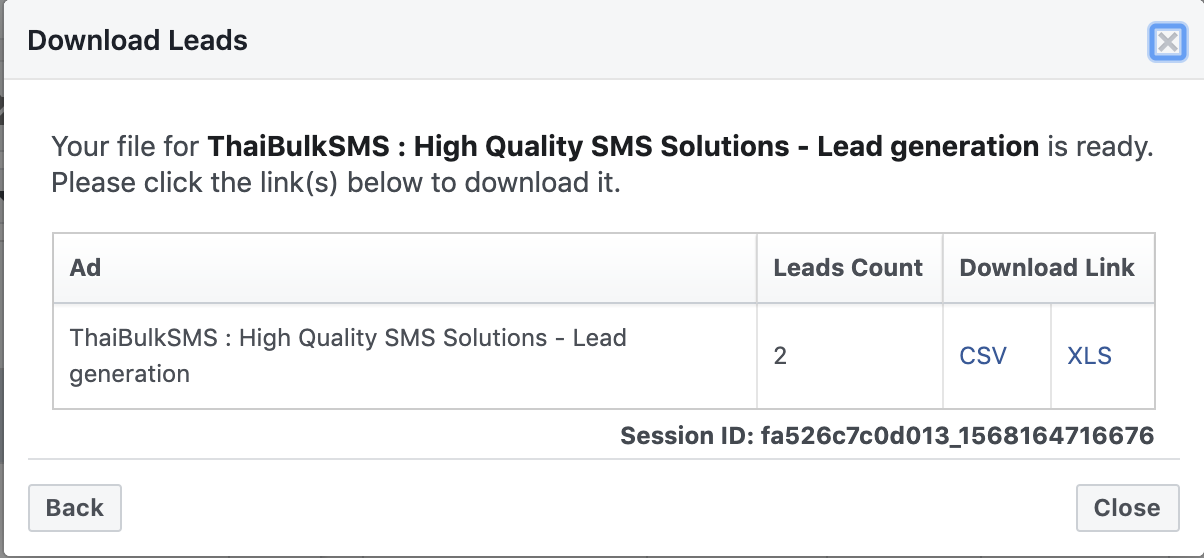 Download Leads
Your file for ThaiBulkSMS : High Quality SMS Solutions - Lead generation is ready.
Please click the link(s) below to download it.
Ad Leads Count Download Link
ThaiBulkSMS : High Quality SMS Solutions - Lead
generation
2 CSV XLS
Session ID: fa526c7c0d013_1568164716676
Back Close